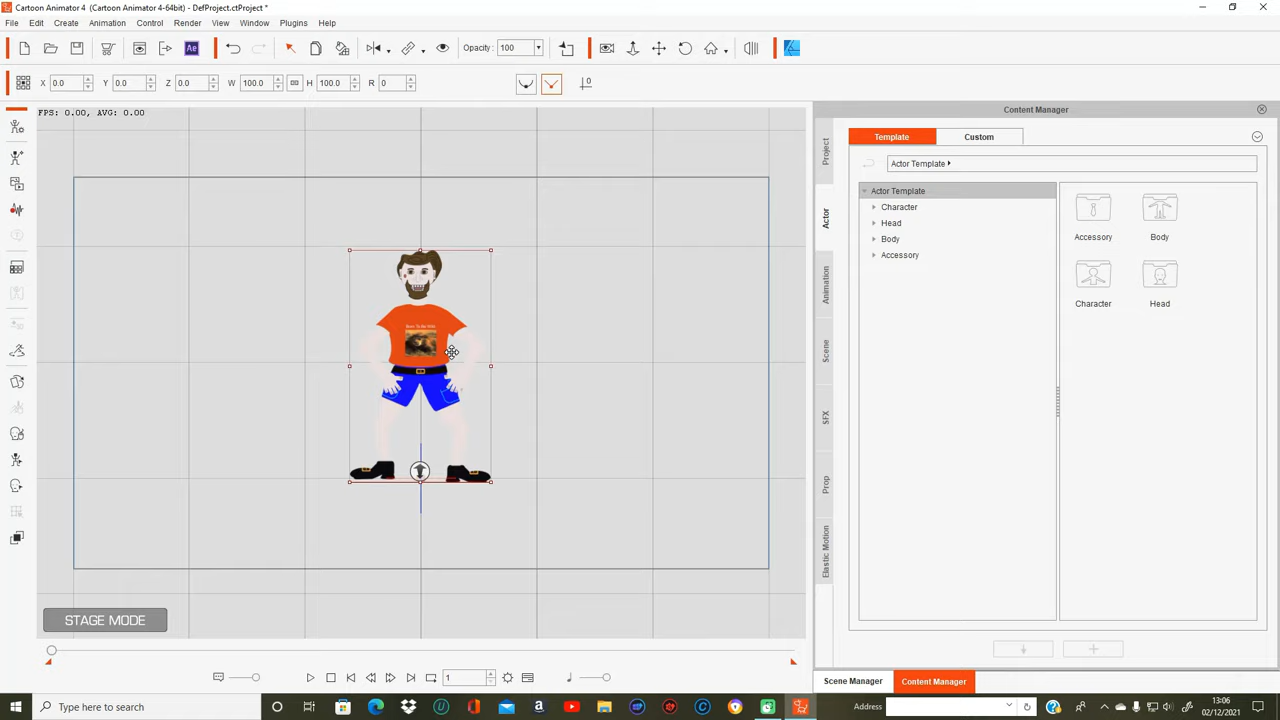 Cartoon Animator 4 (Cartoon Animator 4-64bit) - DefProject.ctProject *
File Edit Create Animation Control Render View Window Plugins Help
Ae Opacity : 100
X 0.0 Y 0.0 Z 0.0 W 100.0 H 100.0 R 0
FPS: 0.00, AVG: 0.00
Content Manager
Template Custom
Actor Template
Actor Template
Character
Head
Body
Accessory
Accessory Body
Character Head
Project
Actor
Animation
Scene
SFX
Prop
Elastic Motion
STAGE MODE
1
Scene Manager Content Manager
Type here to search
Address
13:06
02/12/2021